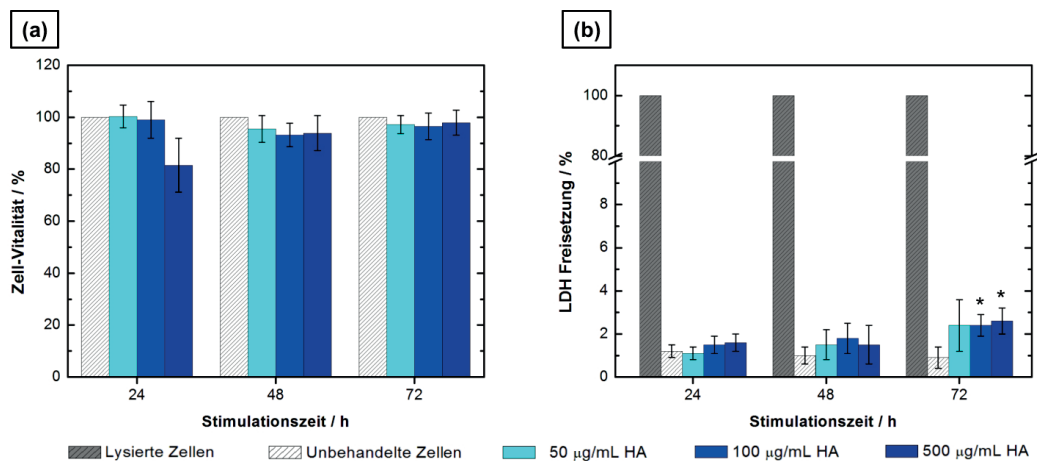 (a)
Zell-Vitalität / %
120
100
80
60
40
20
0
24
48
72
Stimulationszeit / h
(b)
LDH Freisetzung / %
100
80
8
6
4
2
0
* *
24
48
72
Stimulationszeit / h
Lysierte Zellen
Unbehandelte Zellen
50 µg/mL HA
100 µg/mL HA
500 µg/mL HA